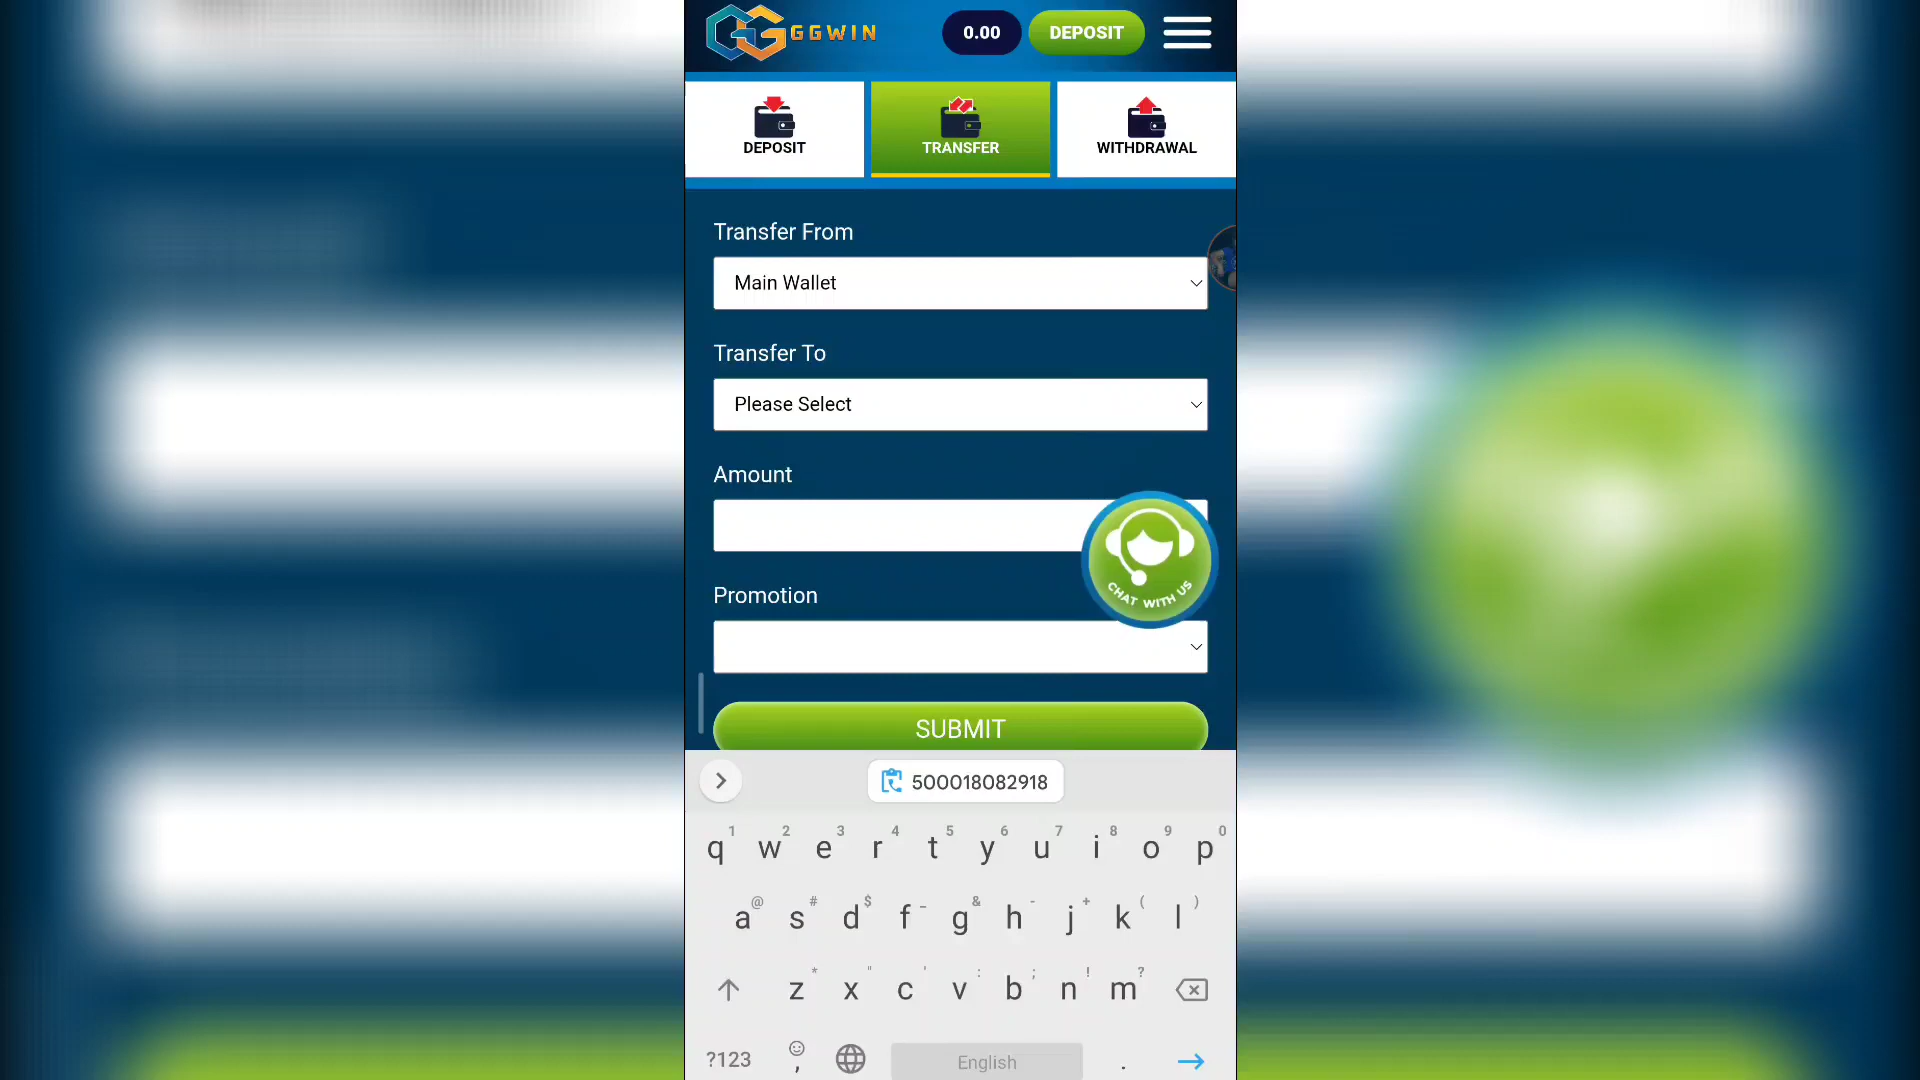 GGWIN 0.00 DEPOSIT
DEPOSIT TRANSFER WITHDRAWAL
Transfer From
Main Wallet
Transfer To
Please Select
Amount
CHAT WITH US
Promotion
SUBMIT
500018082918
1 2 3 4 5 6 7 8 9 0
q w e r t y u i o p
@ # $ _ & - + ( )
a s d f g h j k l
* " ' : ; ! ?
z x c v b n m
?123 , English .